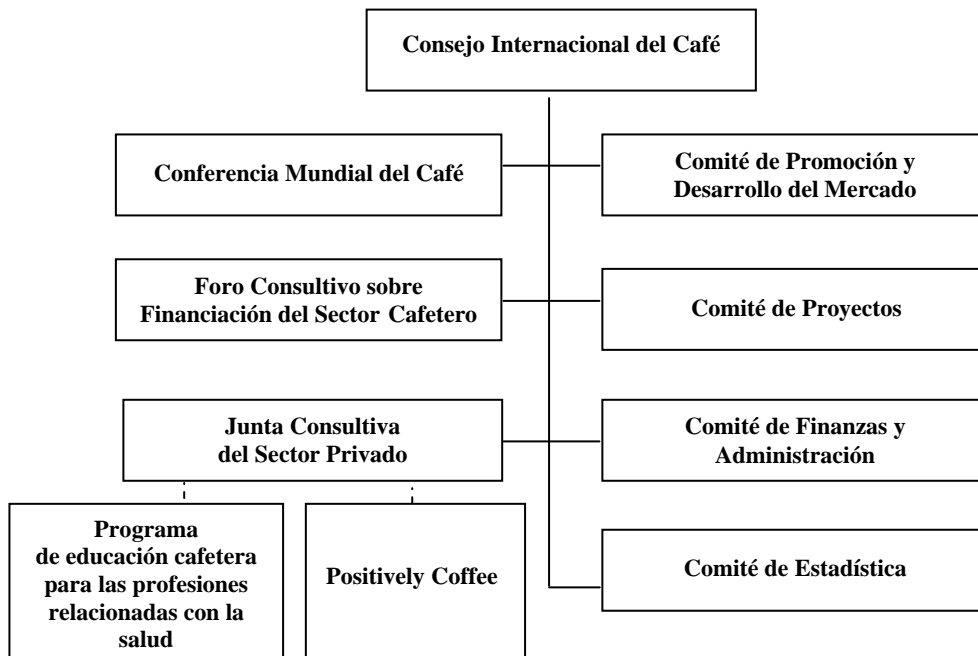 Consejo Internacional del Café
Conferencia Mundial del Café
Comité de Promoción y
Desarrollo del Mercado
Foro Consultivo sobre
Financiación del Sector Cafetero
Comité de Proyectos
Junta Consultiva
del Sector Privado
Comité de Finanzas y
Administración
Programa
de educación cafetera
para las profesiones
relacionadas con la
salud
Positively Coffee
Comité de Estadística